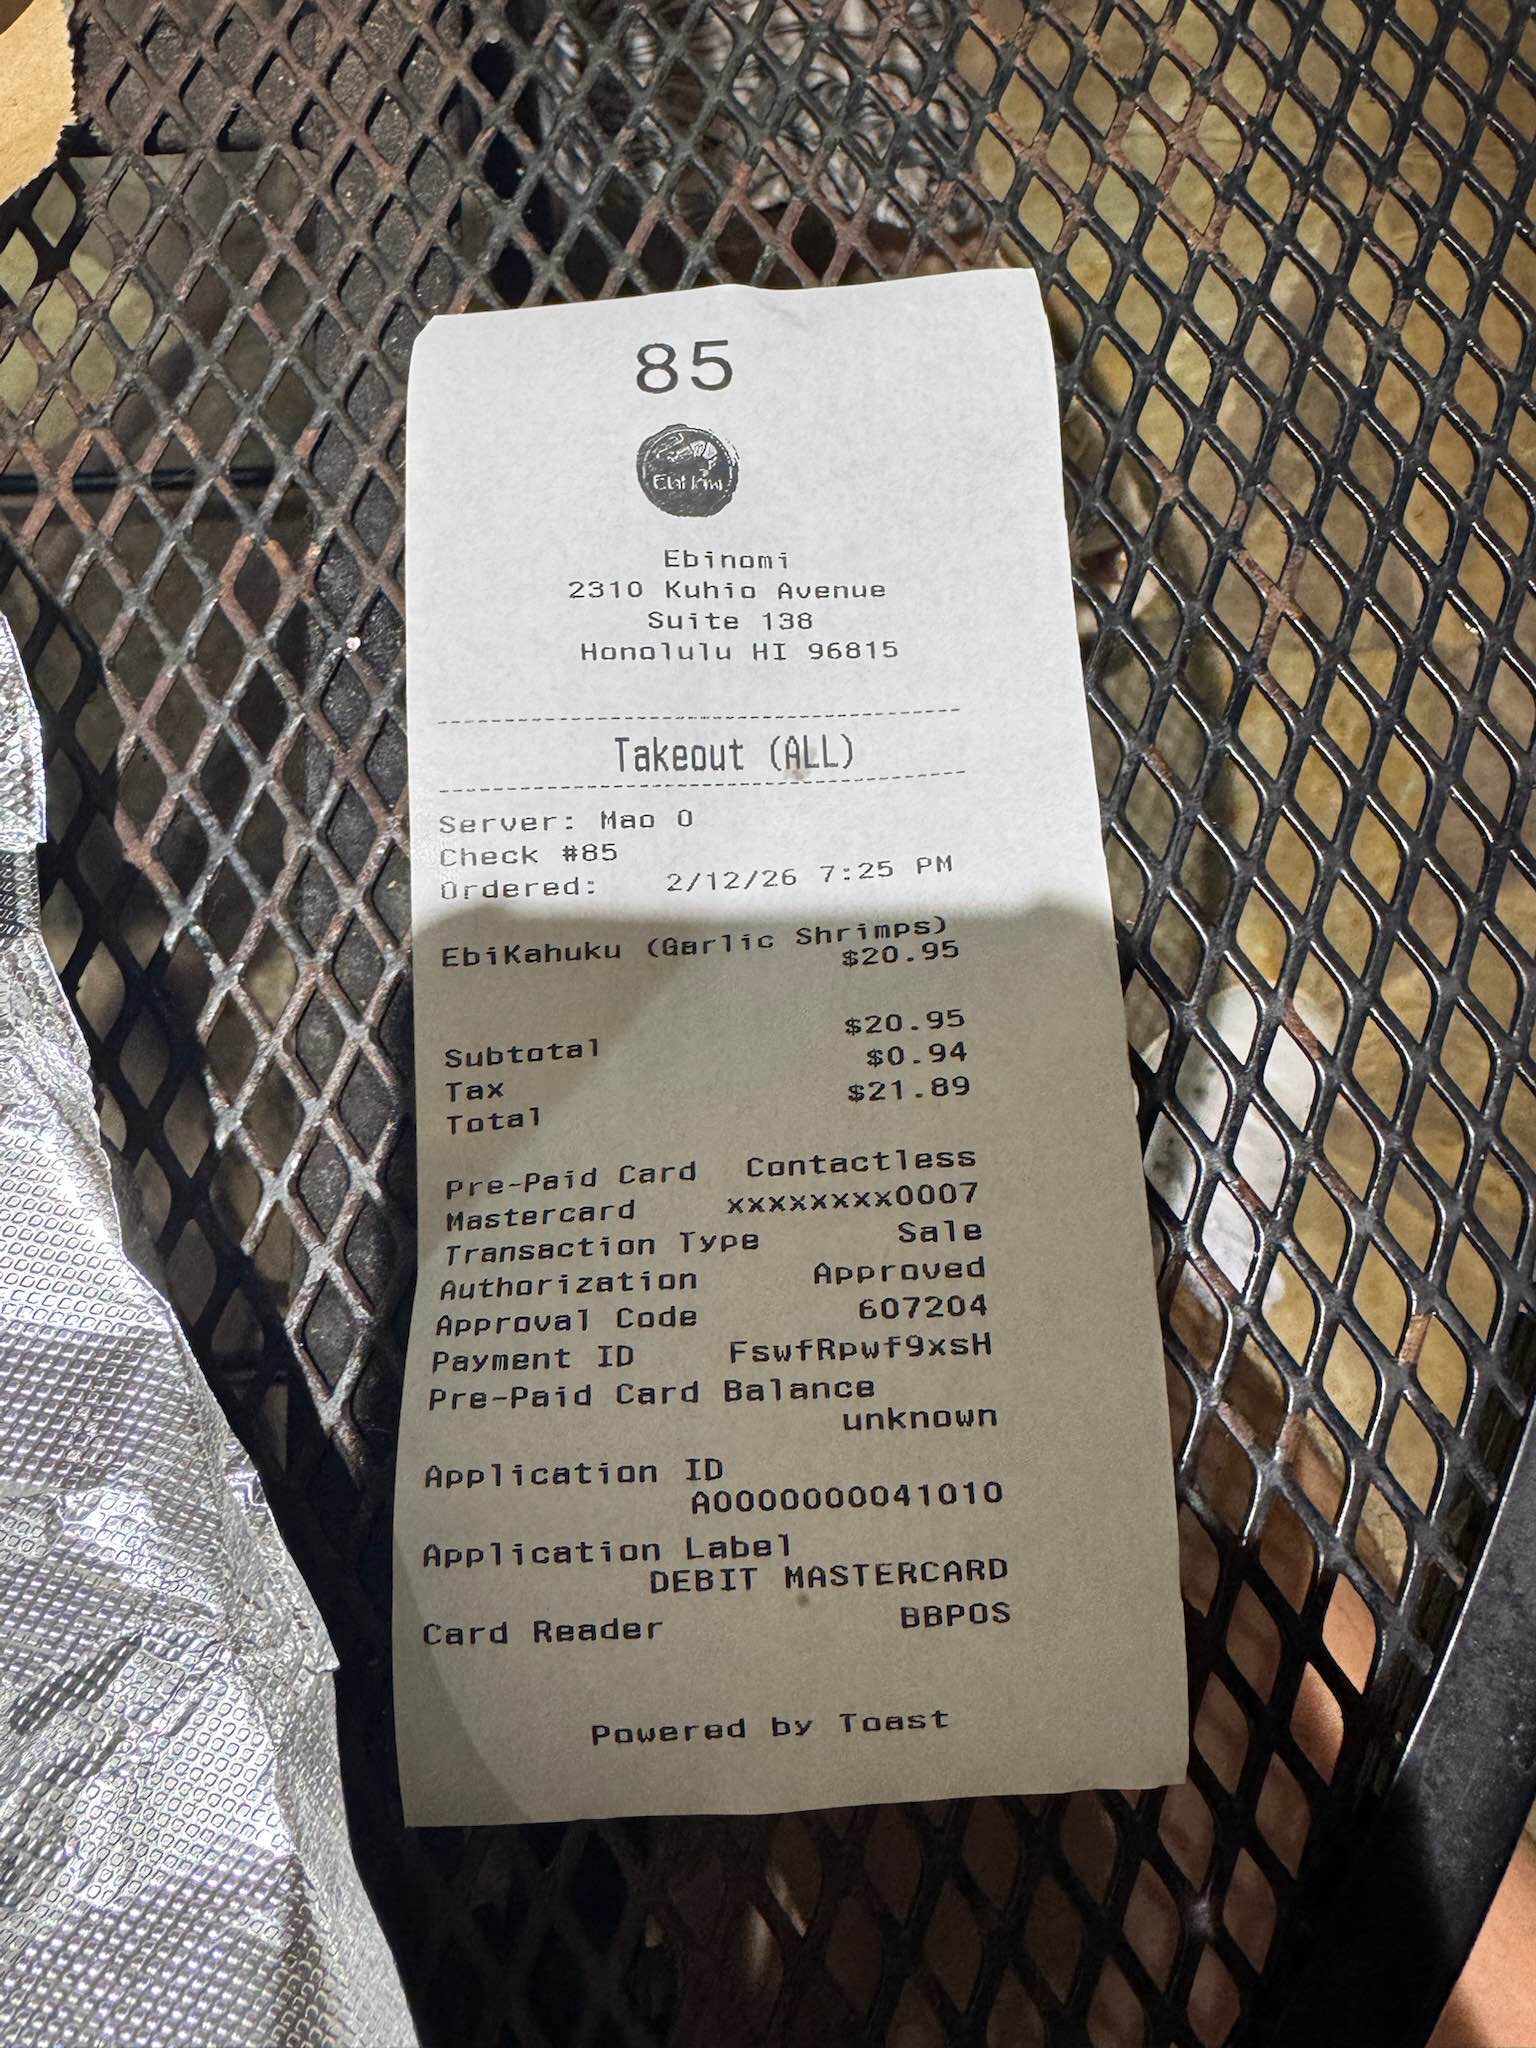 85
Ebinomi
2310 Kuhio Avenue
Suite 138
Honolulu HI 96815
Takeout (ALL)
Server: Mao O
Check #85
Ordered: 2/12/26 7:25 PM
EbiKahuku (Garlic Shrimps)
$20.95
Subtotal $20.95
Tax $0.94
Total $21.89
Pre-Paid Card Contactless
Mastercard xxxxxxxx0007
Transaction Type Sale
Authorization Approved
Approval Code 607204
Payment ID FswfRpwf9xsH
Pre-Paid Card Balance
unknown
Application ID
A0000000041010
Application Label
DEBIT MASTERCARD
Card Reader BBPOS
Powered by Toast